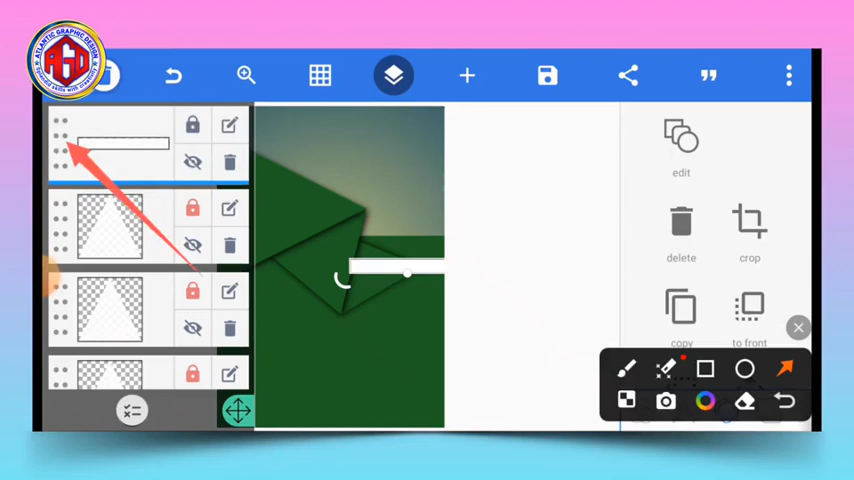 ATLANTIC GRAPHIC DESIGN
AGD
edit
delete
crop
copy
to front